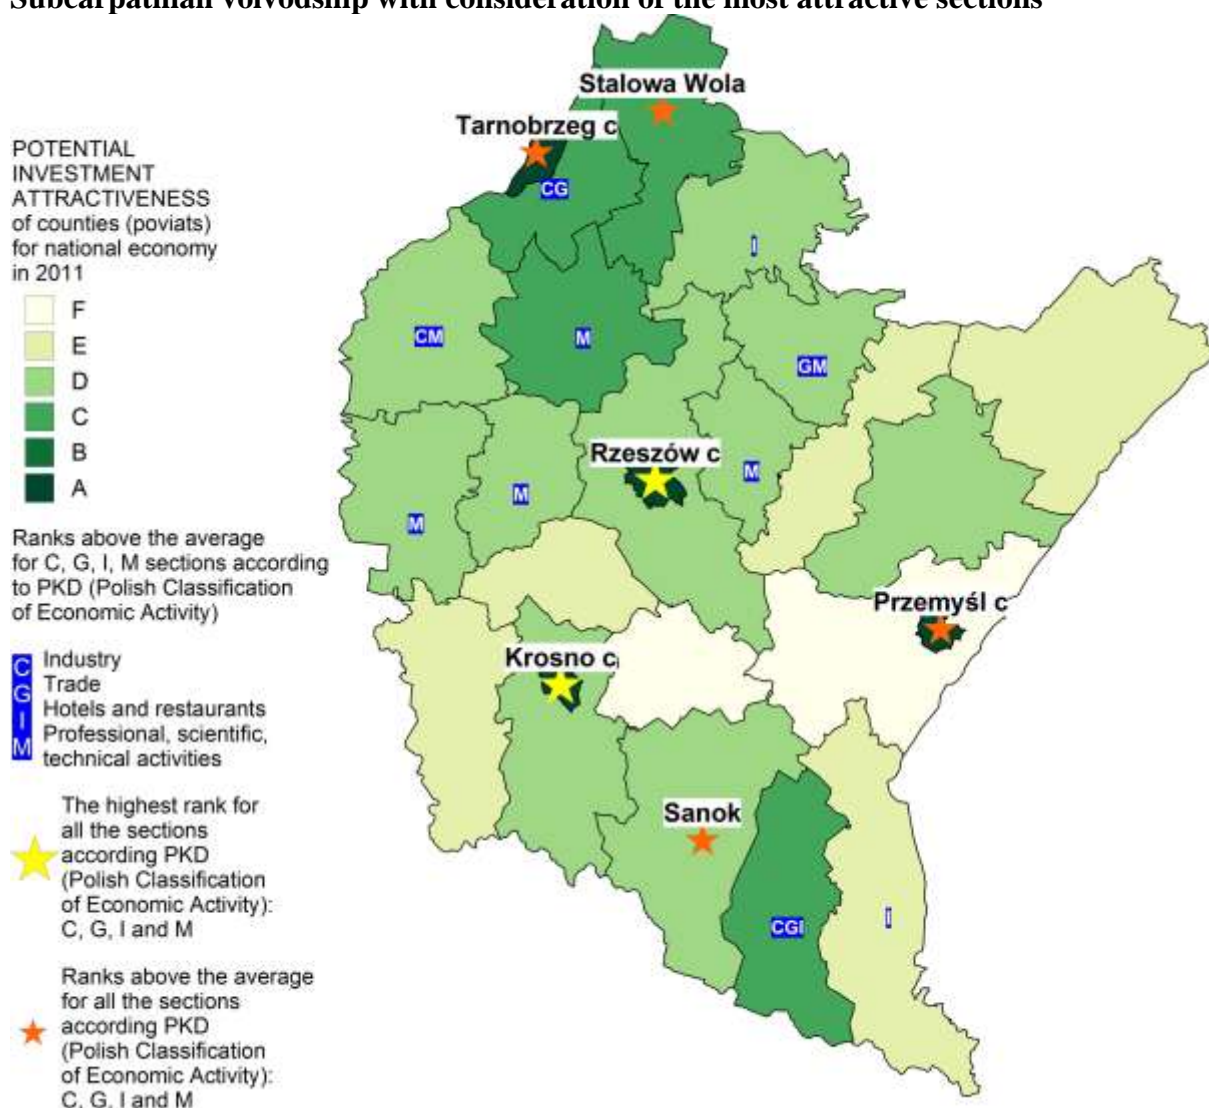 Subcarpathian Voivodship with consideration of the most attractive sections
Stalowa Wola
Tarnobrzeg c
POTENTIAL
INVESTMENT
ATTRACTIVENESS
of counties (poviats)
for national economy
in 2011
F
E
D
C
B
A
Ranks above the average
for C, G, I, M sections according
to PKD (Polish Classification
of Economic Activity)
C Industry
G Trade
I Hotels and restaurants
M Professional, scientific,
technical activities
The highest rank for
all the sections
according PKD
(Polish Classification
of Economic Activity):
C, G, I and M
Ranks above the average
for all the sections
according PKD
(Polish Classification
of Economic Activity):
C, G, I and M
CG
I
CM
M
GM
Rzeszów c
M
M
M
Przemyśl c
Krosno c
Sanok
CGI
I